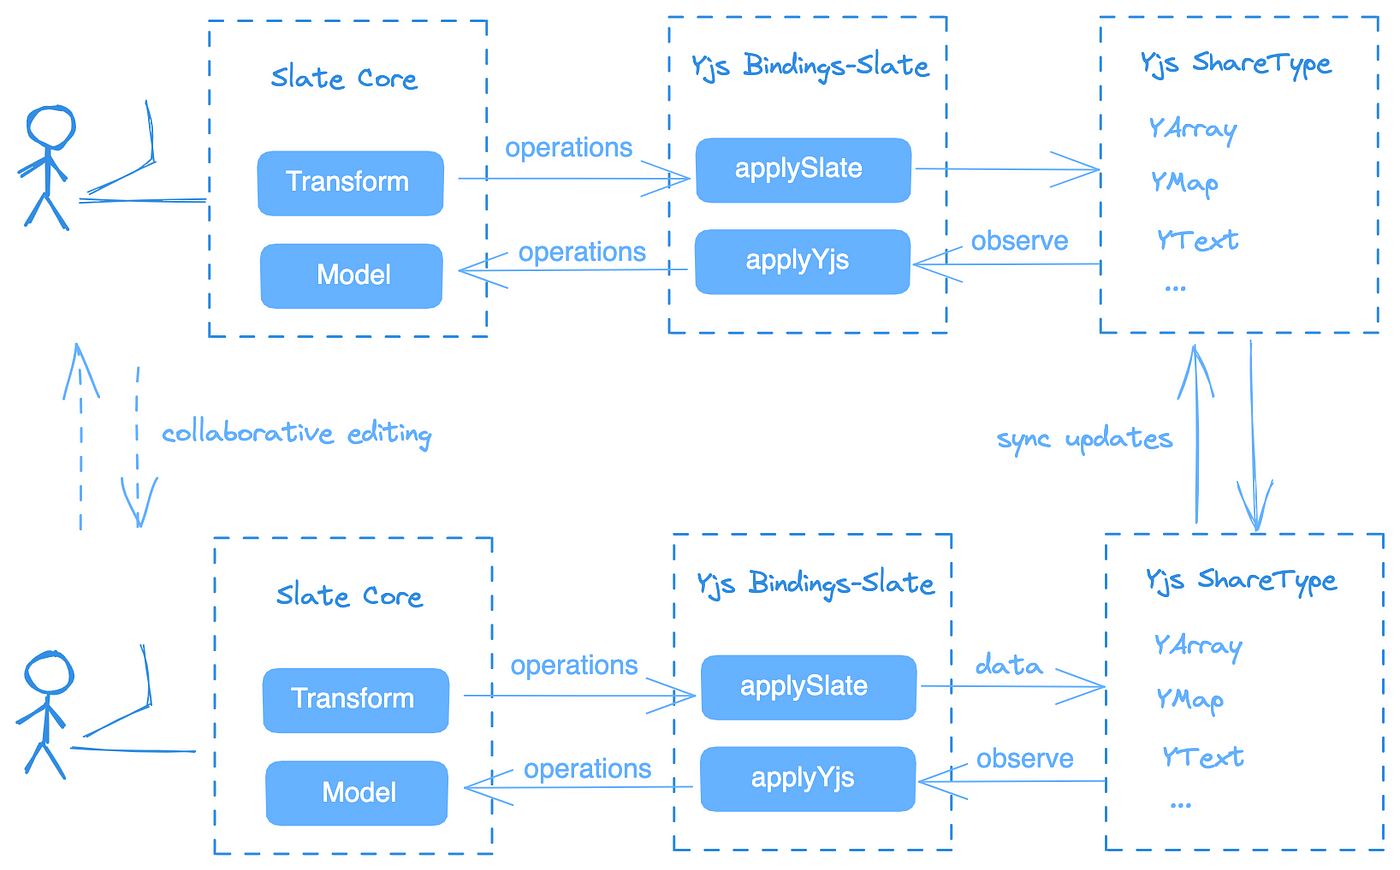 Slate Core
Transform
Model
operations
operations
Yjs Bindings-Slate
applySlate
applyYjs
observe
Yjs ShareType
YArray
YMap
YText
...
collaborative editing
sync updates
Slate Core
Transform
Model
operations
operations
Yjs Bindings-Slate
applySlate
applyYjs
data
observe
Yjs ShareType
YArray
YMap
YText
...